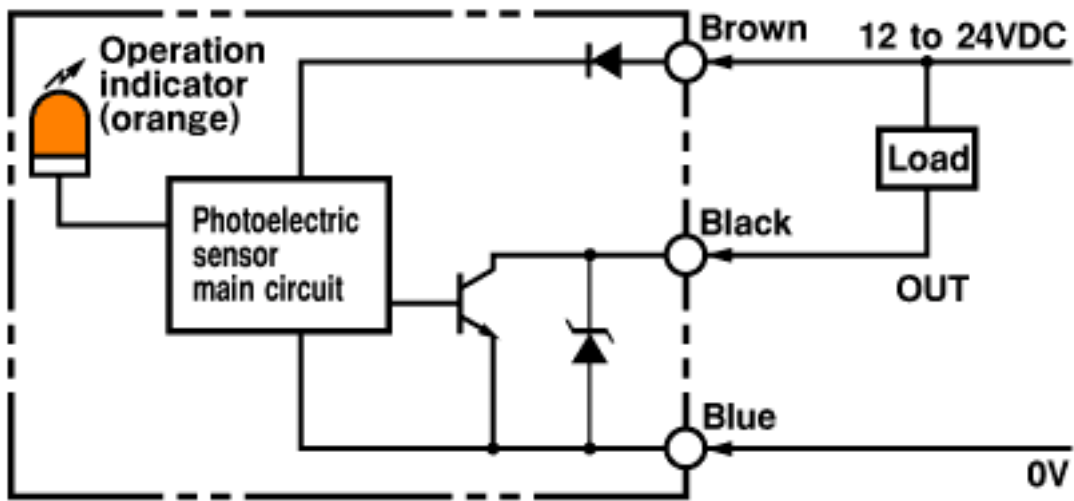 Operation
indicator
(orange)
Brown
12 to 24VDC
Load
Photoelectric
sensor
main circuit
Black
OUT
Blue
0V